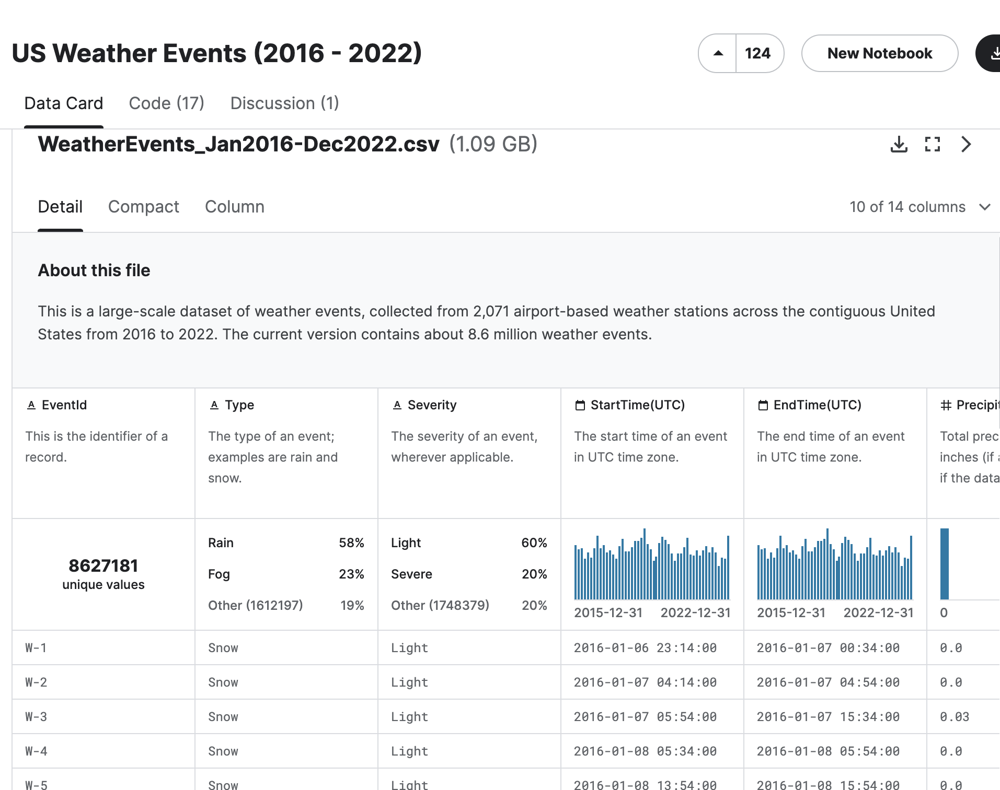 US Weather Events (2016 - 2022)
124
New Notebook
Data Card
Code (17)
Discussion (1)
WeatherEvents_Jan2016-Dec2022.csv (1.09 GB)
Detail
Compact
Column
10 of 14 columns
About this file
This is a large-scale dataset of weather events, collected from 2,071 airport-based weather stations across the contiguous United
States from 2016 to 2022. The current version contains about 8.6 million weather events.
A EventId
This is the identifier of a
record.
A Type
The type of an event;
examples are rain and
snow.
A Severity
The severity of an event,
wherever applicable.
StartTime(UTC)
The start time of an event
in UTC time zone.
EndTime(UTC)
The end time of an event
in UTC time zone.
# Precipit
Total prec
inches (if
if the data
8627181
unique values
Rain 58%
Fog 23%
Other (1612197) 19%
Light 60%
Severe 20%
Other (1748379) 20%
2015-12-31 2022-12-31
2015-12-31 2022-12-31
0
W-1 Snow Light 2016-01-06 23:14:00 2016-01-07 00:34:00 0.0
W-2 Snow Light 2016-01-07 04:14:00 2016-01-07 04:54:00 0.0
W-3 Snow Light 2016-01-07 05:54:00 2016-01-07 15:34:00 0.03
W-4 Snow Light 2016-01-08 05:34:00 2016-01-08 05:54:00 0.0
W-5 Snow Light 2016-01-08 13:54:00 2016-01-08 15:54:00 0.0